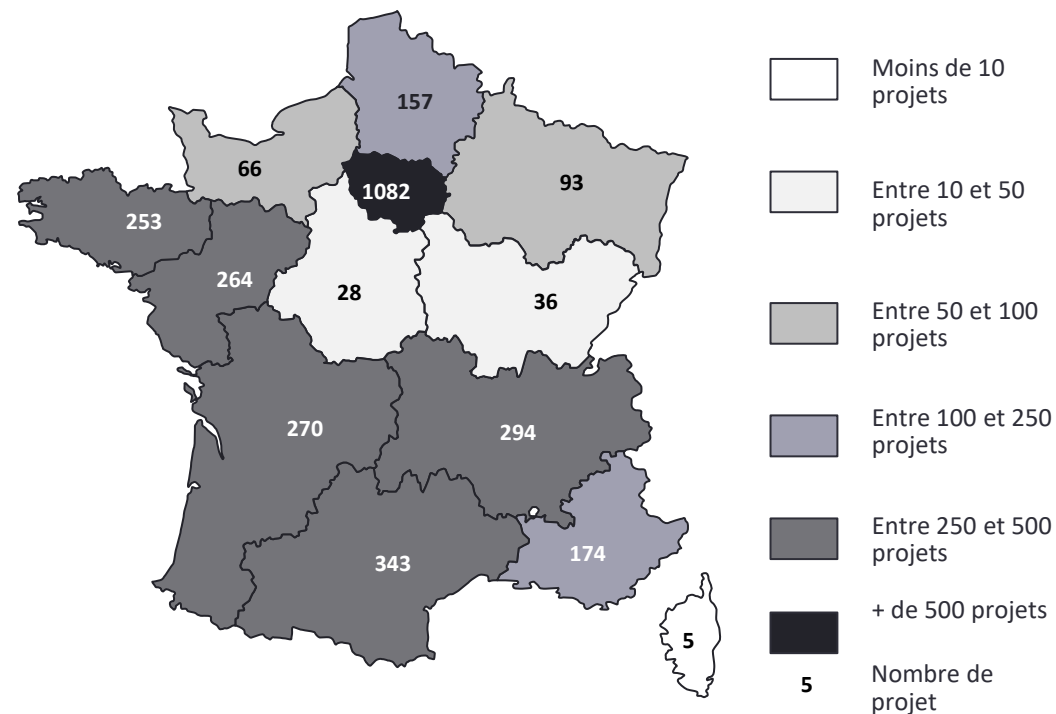 157
66
1082
93
253
264
28
36
270
294
343
174
5
Moins de 10
projets
Entre 10 et 50
projets
Entre 50 et 100
projets
Entre 100 et 250
projets
Entre 250 et 500
projets
+ de 500 projets
5
Nombre de
projet